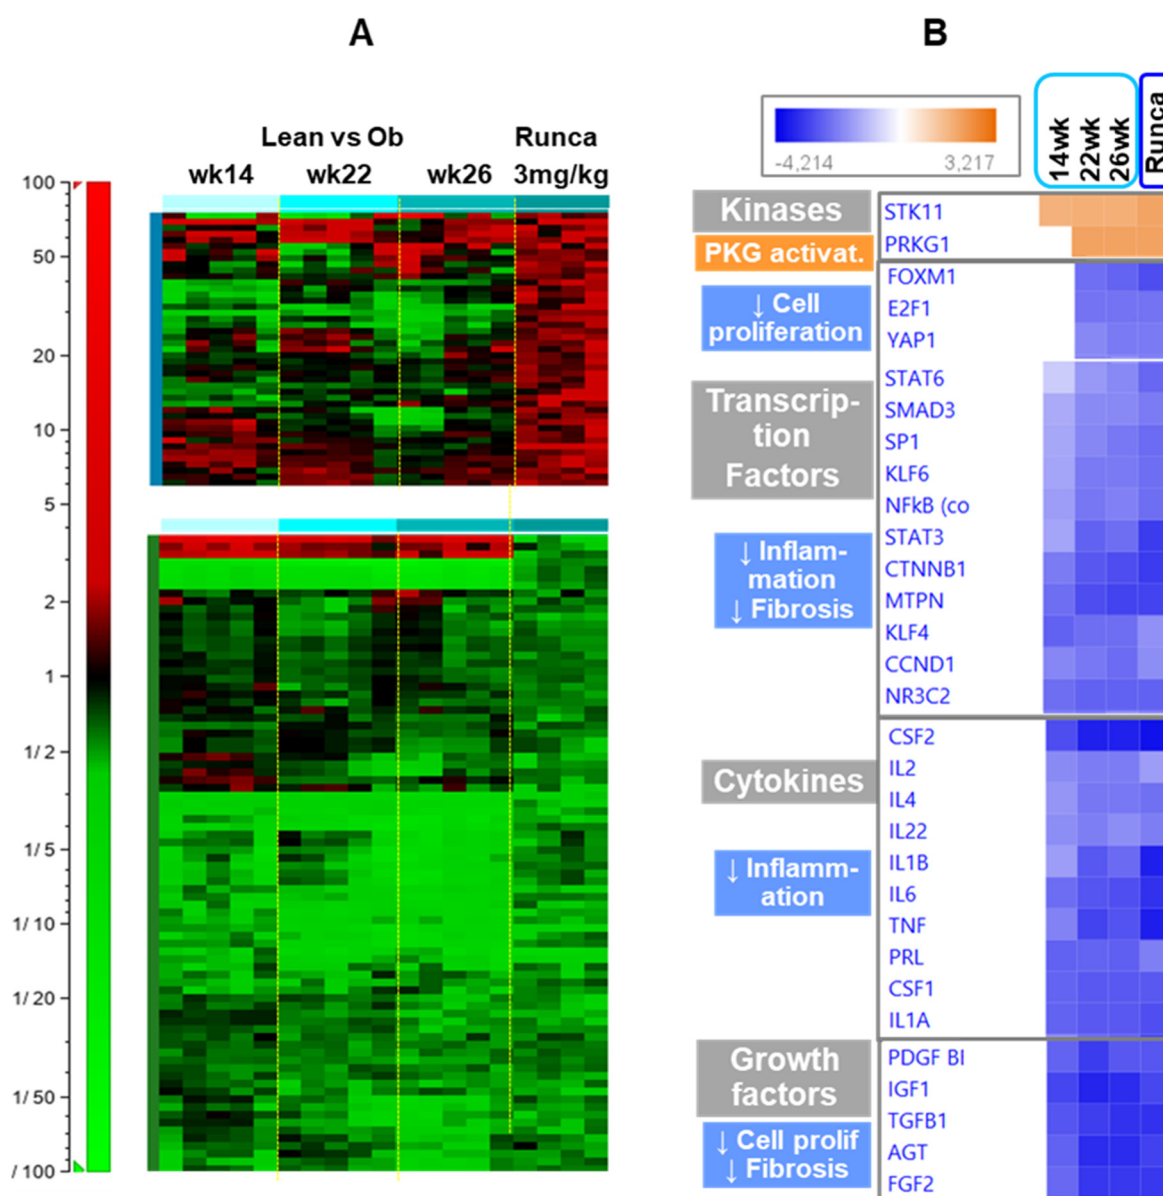 A
B
Lean vs Ob
Runca
wk14
wk22
wk26
3mg/kg
100
50
20
10
5
2
1
1/ 2
1/ 5
1/ 10
1/ 20
1/ 50
/ 100
-4,214
3,217
14wk
22wk
26wk
Runca
Kinases
PKG activat.
↓ Cell
proliferation
Transcrip-
tion
Factors
↓ Inflam-
mation
↓ Fibrosis
Cytokines
↓ Inflamm-
ation
Growth
factors
↓ Cell prolif
↓ Fibrosis
STK11
PRKG1
FOXM1
E2F1
YAP1
STAT6
SMAD3
SP1
KLF6
NFkB (co
STAT3
CTNNB1
MTPN
KLF4
CCND1
NR3C2
CSF2
IL2
IL4
IL22
IL1B
IL6
TNF
PRL
CSF1
IL1A
PDGF BI
IGF1
TGFB1
AGT
FGF2